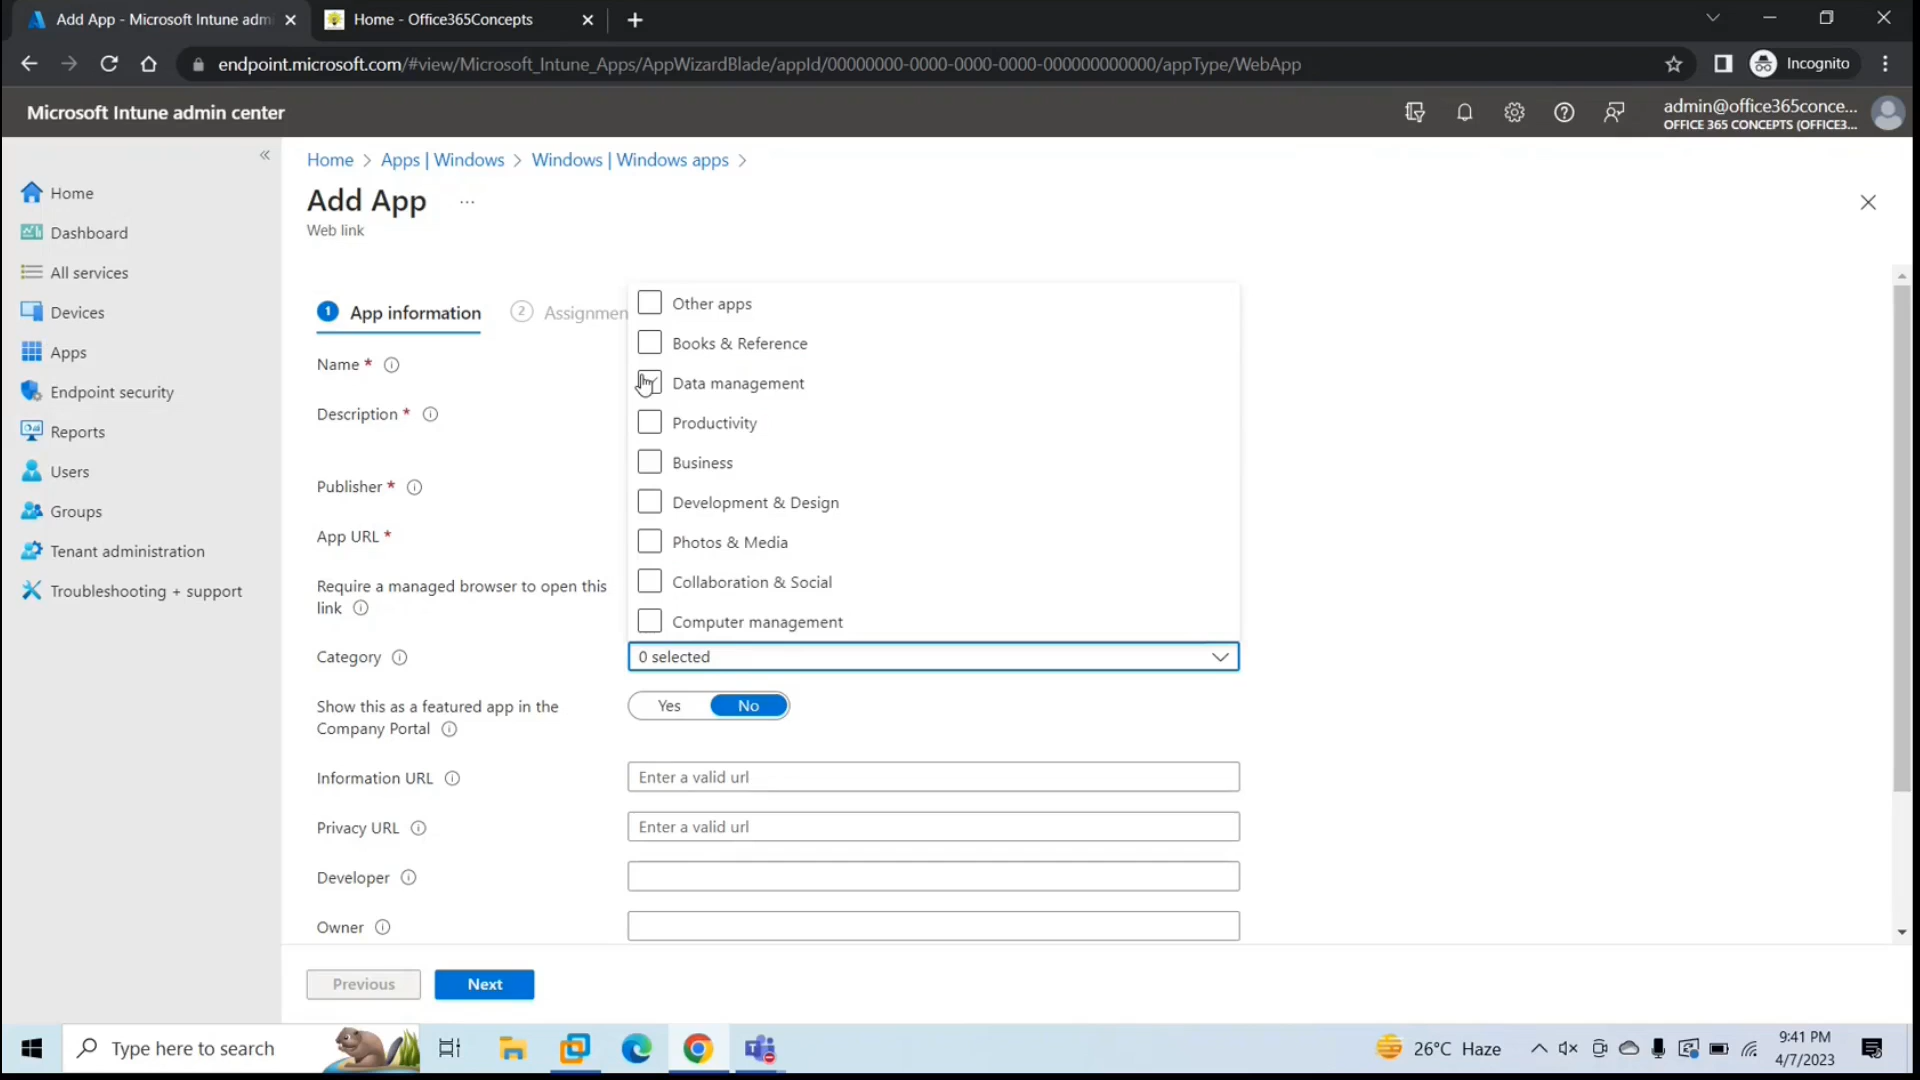 Add App - Microsoft Intune admi
Home - Office365Concepts
endpoint.microsoft.com/#view/Microsoft_Intune_Apps/AppWizardBlade/appId/00000000-0000-0000-0000-000000000000/appType/WebApp
Incognito
Microsoft Intune admin center
admin@office365conce...
OFFICE 365 CONCEPTS (OFFICE3...
Home > Apps | Windows > Windows | Windows apps >
Add App ...
Web link
Home
Dashboard
All services
Devices
Apps
Endpoint security
Reports
Users
Groups
Tenant administration
Troubleshooting + support
1 App information
2 Assignmen
Name *
Description *
Publisher *
App URL *
Require a managed browser to open this
link
Other apps
Books & Reference
Data management
Productivity
Business
Development & Design
Photos & Media
Collaboration & Social
Computer management
Category
0 selected
Show this as a featured app in the
Company Portal
Yes
No
Information URL
Enter a valid url
Privacy URL
Enter a valid url
Developer
Owner
Previous
Next
Type here to search
26°C Haze
9:41 PM
4/7/2023